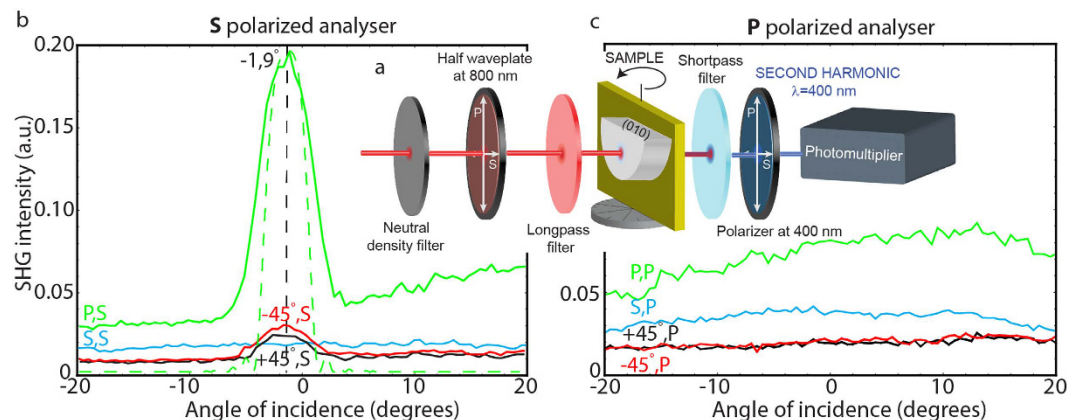 b
S polarized analyser
c
P polarized analyser
0.20
0.15
0.10
0.05
0
SHG intensity (a.u.)
-1,9°
P,S
S,S
-45°,S
+45°,S
-20
-10
0
10
20
Angle of incidence (degrees)
a
Half waveplate
at 800 nm
P
S
Neutral
density filter
Longpass
filter
SAMPLE
(010)
Shortpass
filter
SECOND HARMONIC
λ=400 nm
P
S
Polarizer at 400 nm
Photomultiplier
P,P
S,P
+45°,P
-45°,P
0.05
0
-20
-10
0
10
20
Angle of incidence (degrees)